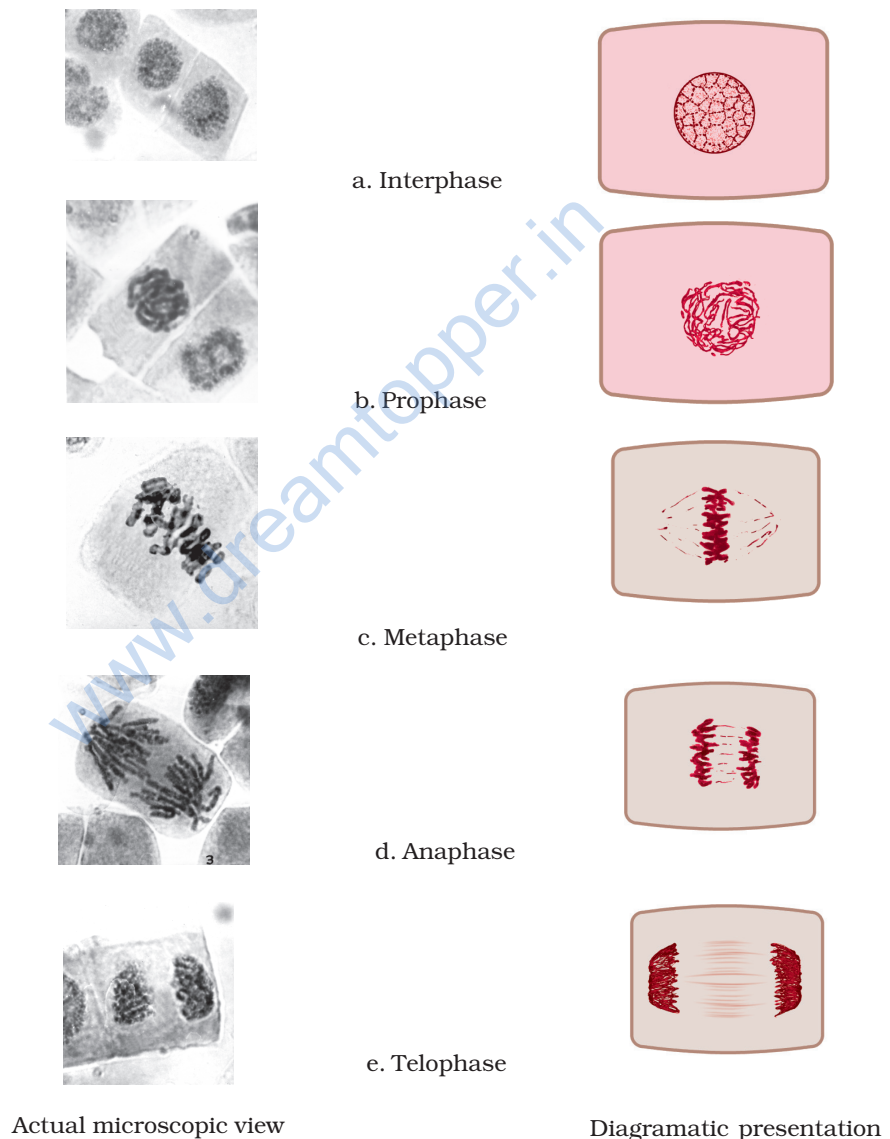 a. Interphase
b. Prophase
c. Metaphase
3
d. Anaphase
e. Telophase
Actual microscopic view
Diagramatic presentation
www.dreamtopper.in